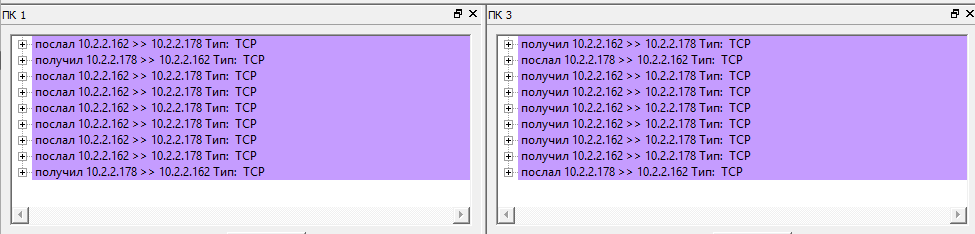 ПК 1
послал 10.2.2.162 >> 10.2.2.178 Тип: TCP
получил 10.2.2.178 >> 10.2.2.162 Тип: TCP
послал 10.2.2.162 >> 10.2.2.178 Тип: TCP
послал 10.2.2.162 >> 10.2.2.178 Тип: TCP
послал 10.2.2.162 >> 10.2.2.178 Тип: TCP
послал 10.2.2.162 >> 10.2.2.178 Тип: TCP
послал 10.2.2.162 >> 10.2.2.178 Тип: TCP
послал 10.2.2.162 >> 10.2.2.178 Тип: TCP
получил 10.2.2.178 >> 10.2.2.162 Тип: TCP
ПК 3
получил 10.2.2.162 >> 10.2.2.178 Тип: TCP
послал 10.2.2.178 >> 10.2.2.162 Тип: TCP
получил 10.2.2.162 >> 10.2.2.178 Тип: TCP
получил 10.2.2.162 >> 10.2.2.178 Тип: TCP
получил 10.2.2.162 >> 10.2.2.178 Тип: TCP
получил 10.2.2.162 >> 10.2.2.178 Тип: TCP
получил 10.2.2.162 >> 10.2.2.178 Тип: TCP
получил 10.2.2.162 >> 10.2.2.178 Тип: TCP
послал 10.2.2.178 >> 10.2.2.162 Тип: TCP